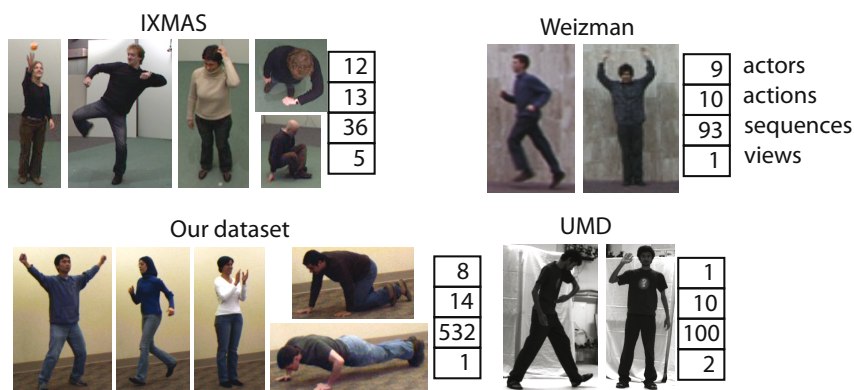 IXMAS
12
13
36
5
Weizman
9 actors
10 actions
93 sequences
1 views
Our dataset
8
14
532
1
UMD
1
10
100
2